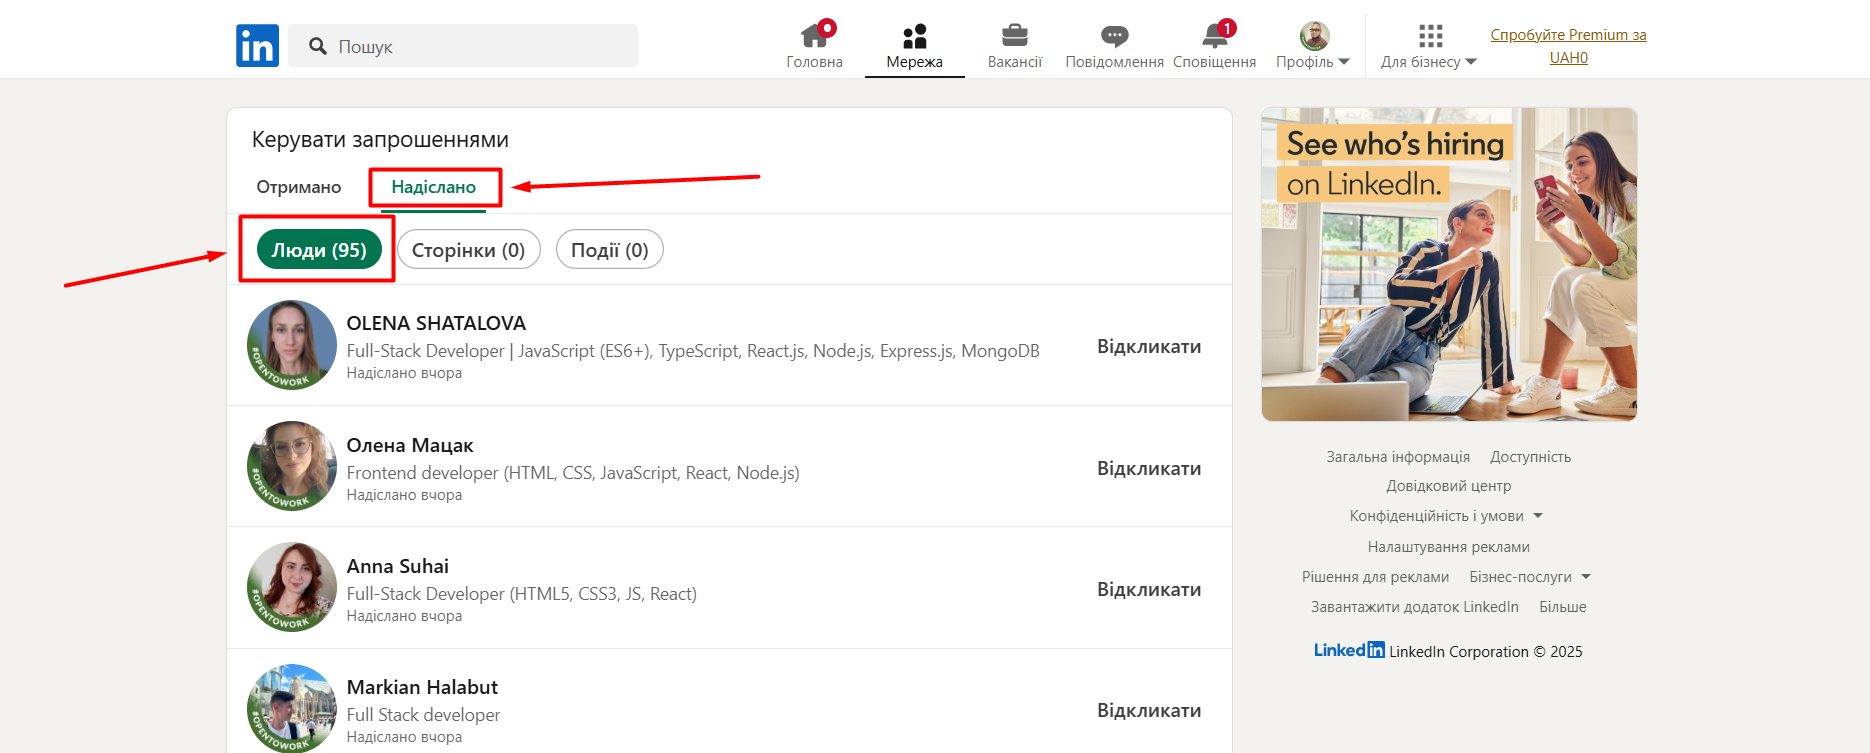 in
Пошук
Головна
Мережа
Вакансії
Повідомлення
1
Сповіщення
Профіль
Для бізнесу
Спробуйте Premium за
UAH0
Керувати запрошеннями
Отримано
Надіслано
Люди (95)
Сторінки (0)
Події (0)
#OPENTOWORK
OLENA SHATALOVA
Full-Stack Developer | JavaScript (ES6+), TypeScript, React.js, Node.js, Express.js, MongoDB
Надіслано вчора
Відкликати
#OPENTOWORK
Олена Мацак
Frontend developer (HTML, CSS, JavaScript, React, Node.js)
Надіслано вчора
Відкликати
#OPENTOWORK
Anna Suhai
Full-Stack Developer (HTML5, CSS3, JS, React)
Надіслано вчора
Відкликати
#OPENTOWORK
Markian Halabut
Full Stack developer
Надіслано вчора
Відкликати
See who's hiring
on LinkedIn.
Загальна інформація
Доступність
Довідковий центр
Конфіденційність і умови
Налаштування реклами
Рішення для реклами
Бізнес-послуги
Завантажити додаток LinkedIn
Більше
LinkedIn LinkedIn Corporation © 2025